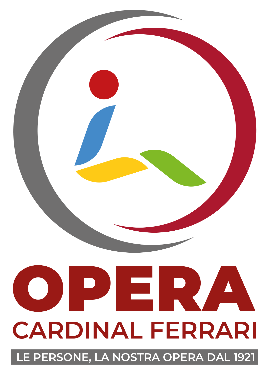 OPERA
CARDINAL FERRARI
LE PERSONE, LA NOSTRA OPERA DAL 1921